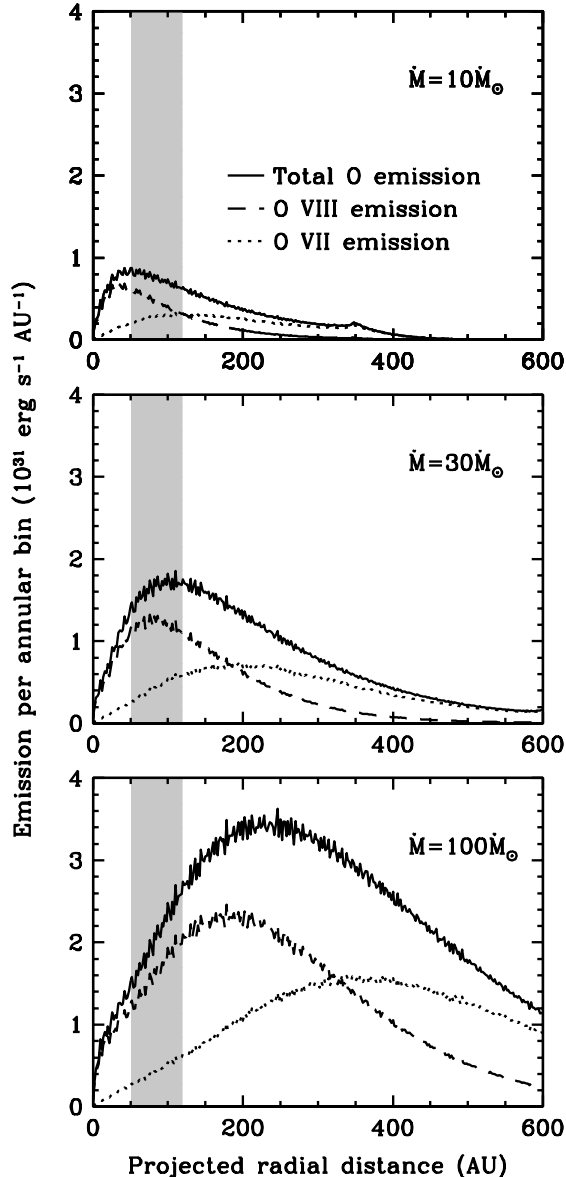 4
3
2
1
0
Ṁ=10Ṁ⊙
Total O emission
O VIII emission
O VII emission
0 200 400 600
4
3
2
1
0
Ṁ=30Ṁ⊙
0 200 400 600
4
3
2
1
0
Ṁ=100Ṁ⊙
0 200 400 600
Emission per annular bin (10³¹ erg s⁻¹ AU⁻¹)
Projected radial distance (AU)